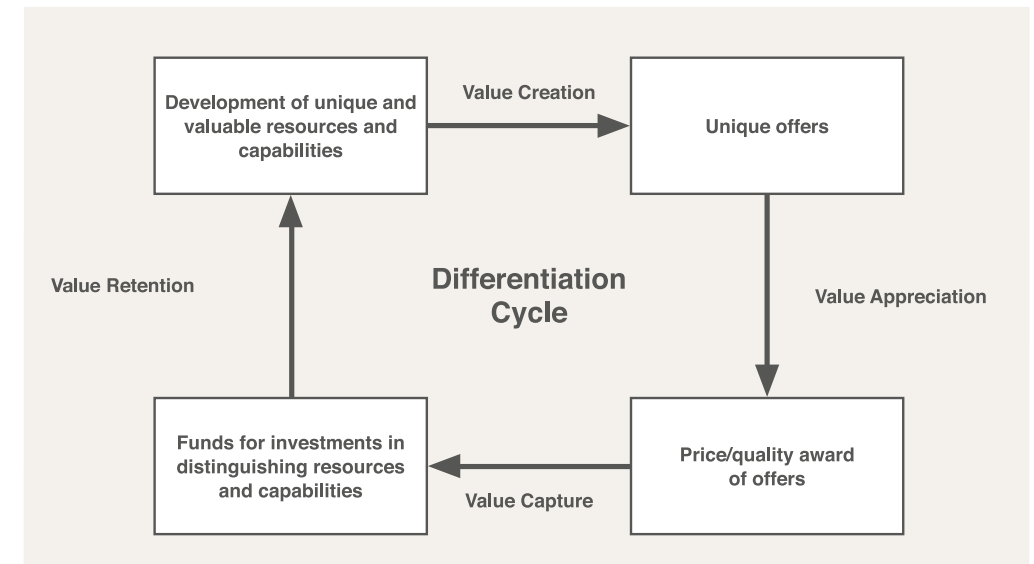 Development of unique and
valuable resources and
capabilities
Value Creation
Unique offers
Value Retention
Differentiation
Cycle
Value Appreciation
Funds for investments in
distinguishing resources
and capabilities
Value Capture
Price/quality award
of offers